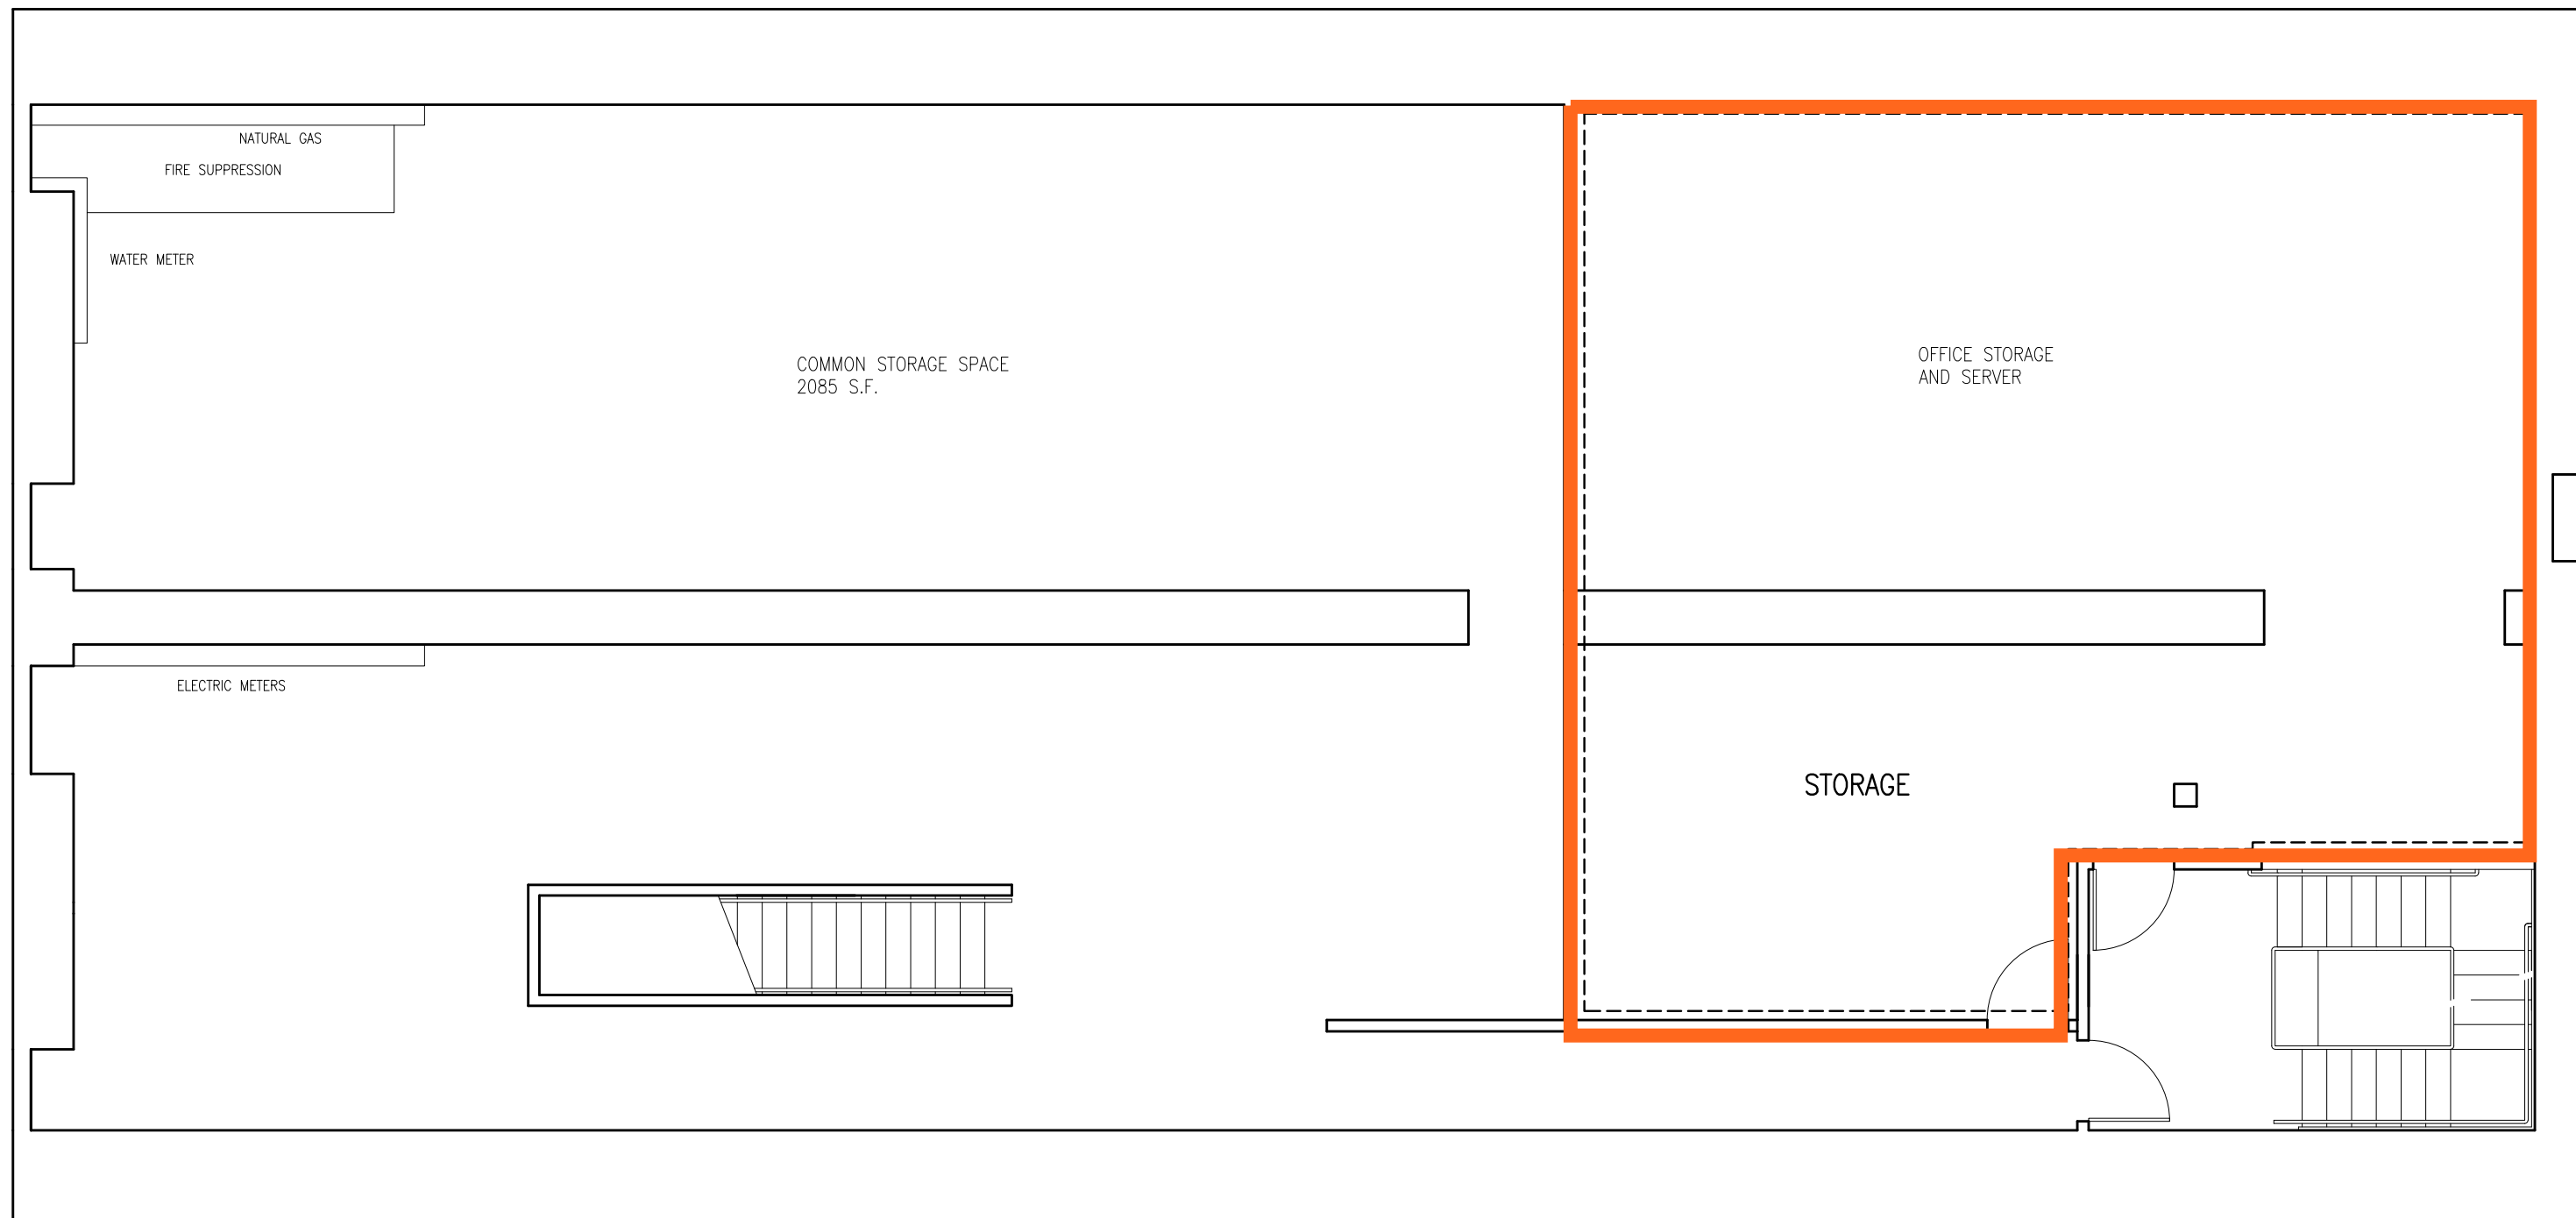 NATURAL GAS
FIRE SUPPRESSION
WATER METER
COMMON STORAGE SPACE
2085 S.F.
OFFICE STORAGE
AND SERVER
ELECTRIC METERS
STORAGE